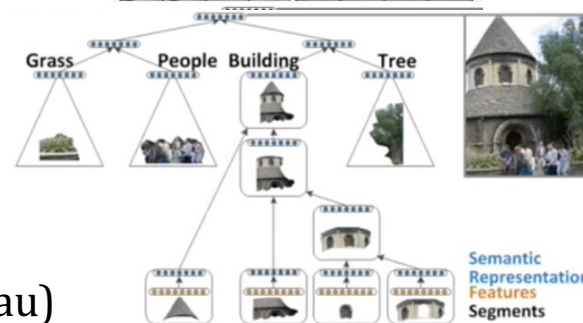 Grass People Building Tree
Semantic
Representation
Features
Segments
au)